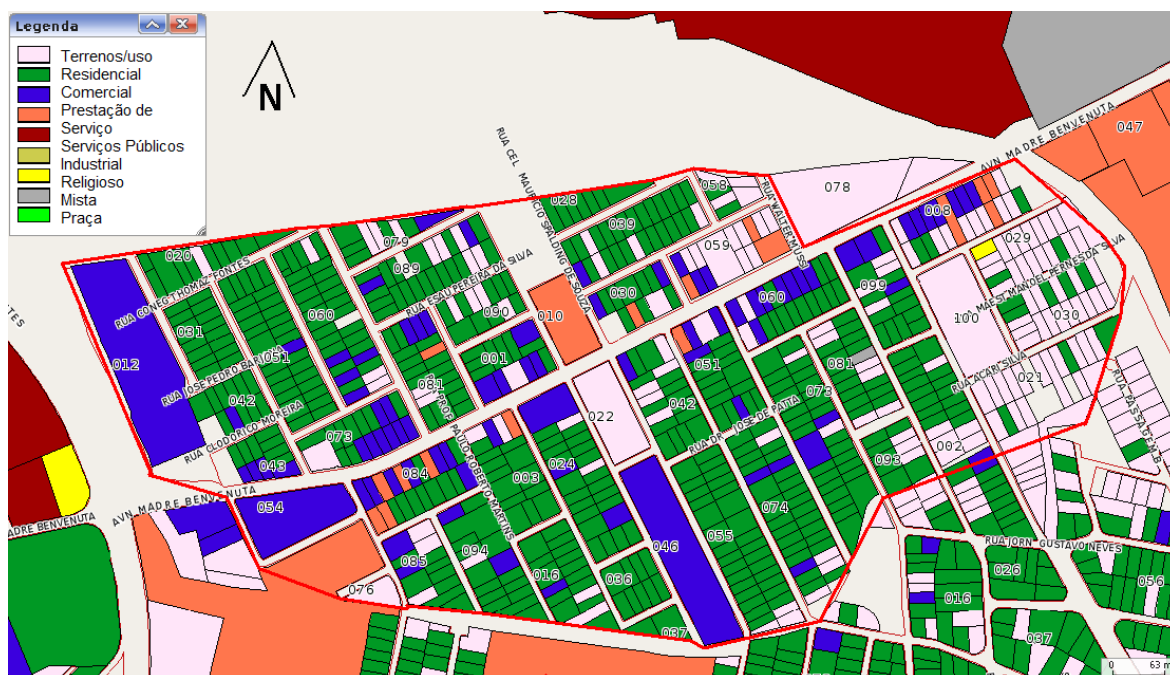 Legenda
Terrenos/uso
Residencial
Comercial
Prestação de
Serviço
Serviços Públicos
Industrial
Religioso
Mista
Praça
N
047
AVN MADRE BENVENUTA
078
058
RUA WALTER MUSSI
RUA CEL MAURICIO SPALDING DE SOUZA
028
039
008
029
059
079
020
RUA CONEG THOMAZ FONTES
089
RUA ESAU PEREIRA DA SILVA
030
060
099
RUA MAEST MANOEL PERNES DA SILVA
090
010
031
060
100
030
012
051
RUA JOSE PEDRO BARJONA
001
051
081
RUA ACARI SILVA
021
081
042
042
073
022
RUA PASSAGEM B
RUA CLODORICO MOREIRA
RUA PROF PAULO ROBERTO MARTINS
RUA DR JOSE DE PATTA
073
002
093
043
084
003
024
AVN MADRE BENVENUTA
MADRE BENVENUTA
054
074
055
046
RUA JORN GUSTAVO NEVES
094
085
016
036
076
037
026
056
016
037
0
63 m